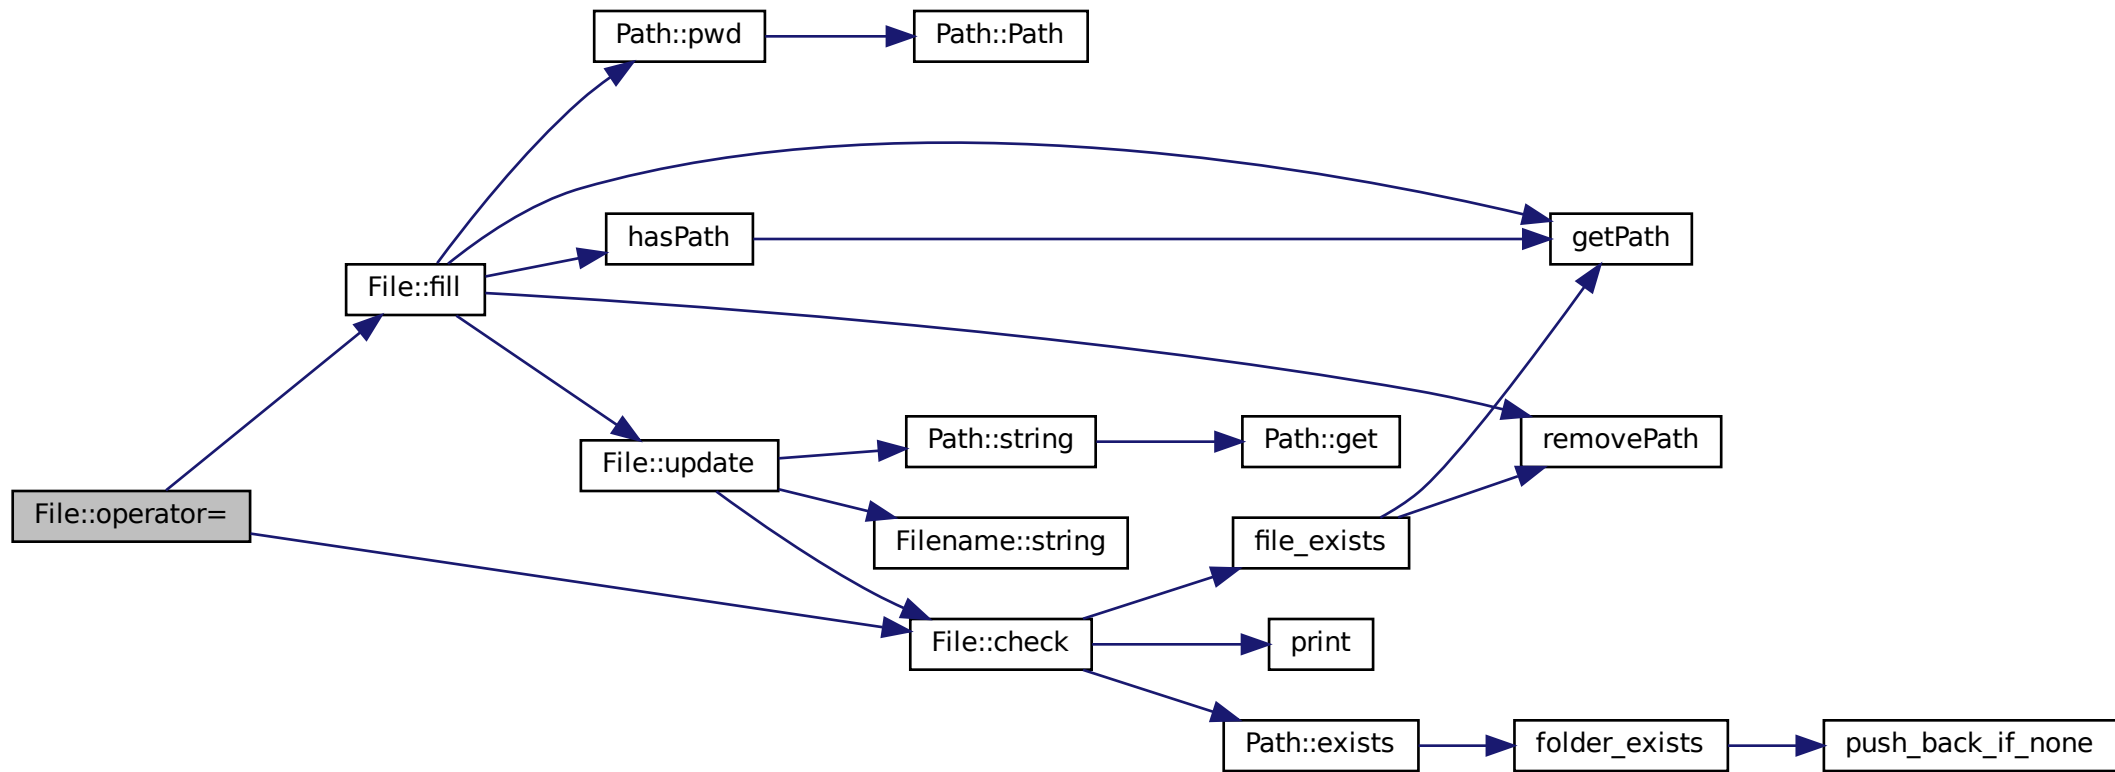 Path::pwd
Path::Path
hasPath
getPath
File::fill
Path::string
Path::get
removePath
File::update
File::operator=
Filename::string
file_exists
File::check
print
Path::exists
folder_exists
push_back_if_none